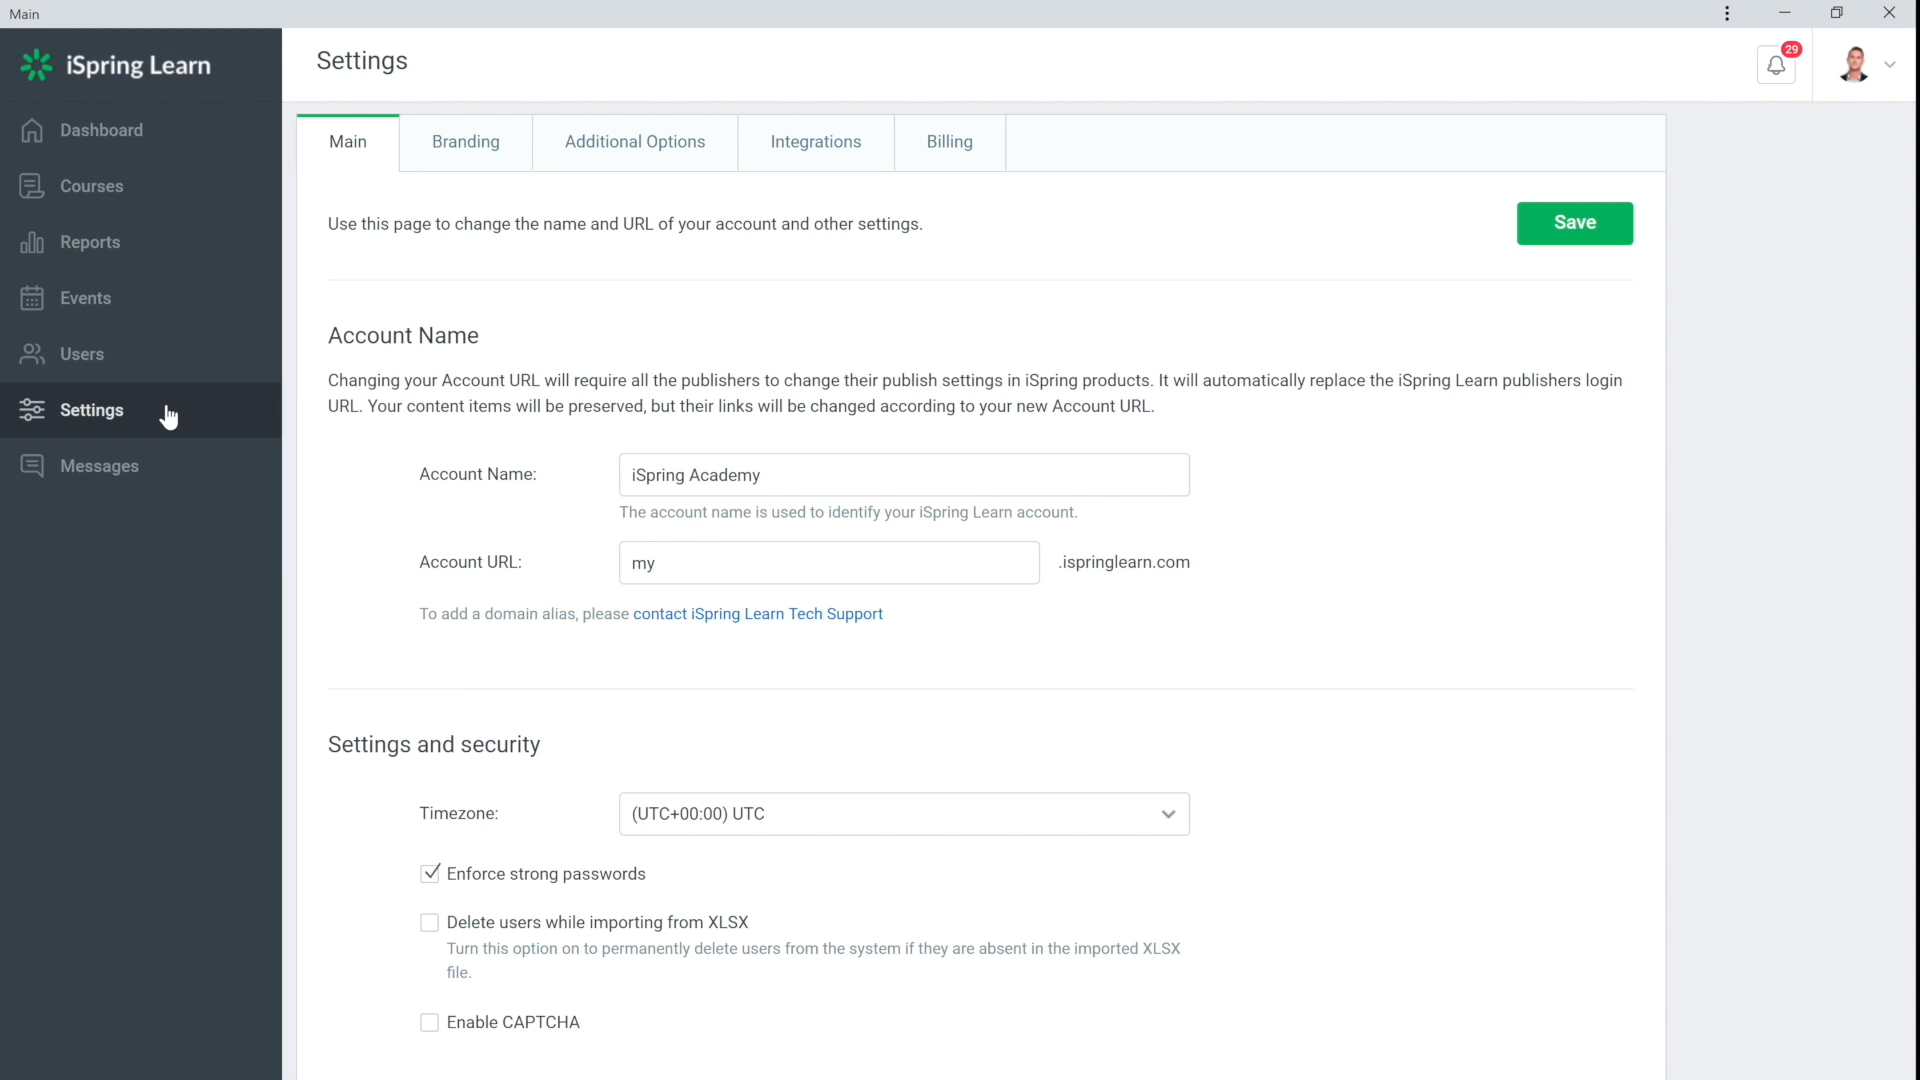 Main
iSpring Learn
Settings
29
Dashboard
Courses
Reports
Events
Users
Settings
Messages
Main
Branding
Additional Options
Integrations
Billing
Use this page to change the name and URL of your account and other settings.
Save
Account Name
Changing your Account URL will require all the publishers to change their publish settings in iSpring products. It will automatically replace the iSpring Learn publishers login
URL. Your content items will be preserved, but their links will be changed according to your new Account URL.
Account Name:
iSpring Academy
The account name is used to identify your iSpring Learn account.
Account URL:
my
.ispringlearn.com
To add a domain alias, please contact iSpring Learn Tech Support
Settings and security
Timezone:
(UTC+00:00) UTC
Enforce strong passwords
Delete users while importing from XLSX
Turn this option on to permanently delete users from the system if they are absent in the imported XLSX
file.
Enable CAPTCHA